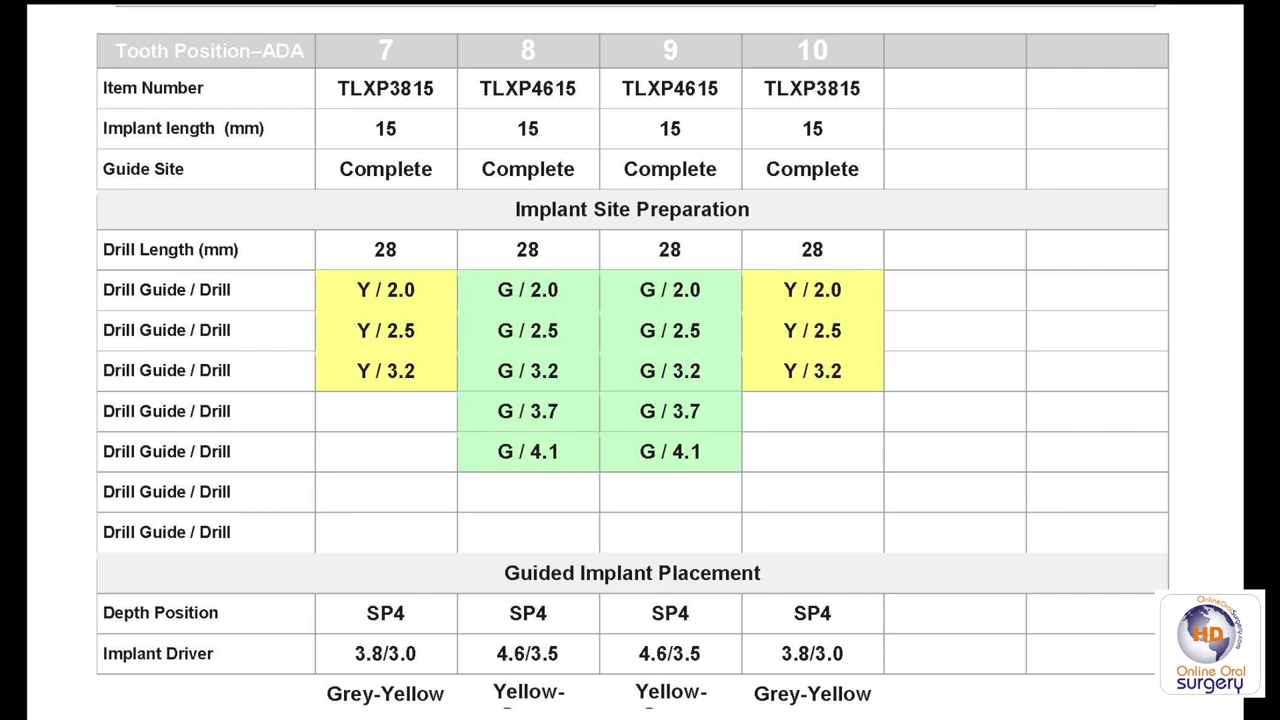 Tooth Position–ADA 7 8 9 10
Item Number TLXP3815 TLXP4615 TLXP4615 TLXP3815
Implant length (mm) 15 15 15 15
Guide Site Complete Complete Complete Complete
Implant Site Preparation
Drill Length (mm) 28 28 28 28
Drill Guide / Drill Y / 2.0 G / 2.0 G / 2.0 Y / 2.0
Drill Guide / Drill Y / 2.5 G / 2.5 G / 2.5 Y / 2.5
Drill Guide / Drill Y / 3.2 G / 3.2 G / 3.2 Y / 3.2
Drill Guide / Drill G / 3.7 G / 3.7
Drill Guide / Drill G / 4.1 G / 4.1
Drill Guide / Drill
Drill Guide / Drill
Guided Implant Placement
Depth Position SP4 SP4 SP4 SP4
Implant Driver 3.8/3.0 4.6/3.5 4.6/3.5 3.8/3.0
Grey-Yellow Yellow- Yellow- Grey-Yellow
OnlineOralSurgery.com
HD
Online Oral
surgery